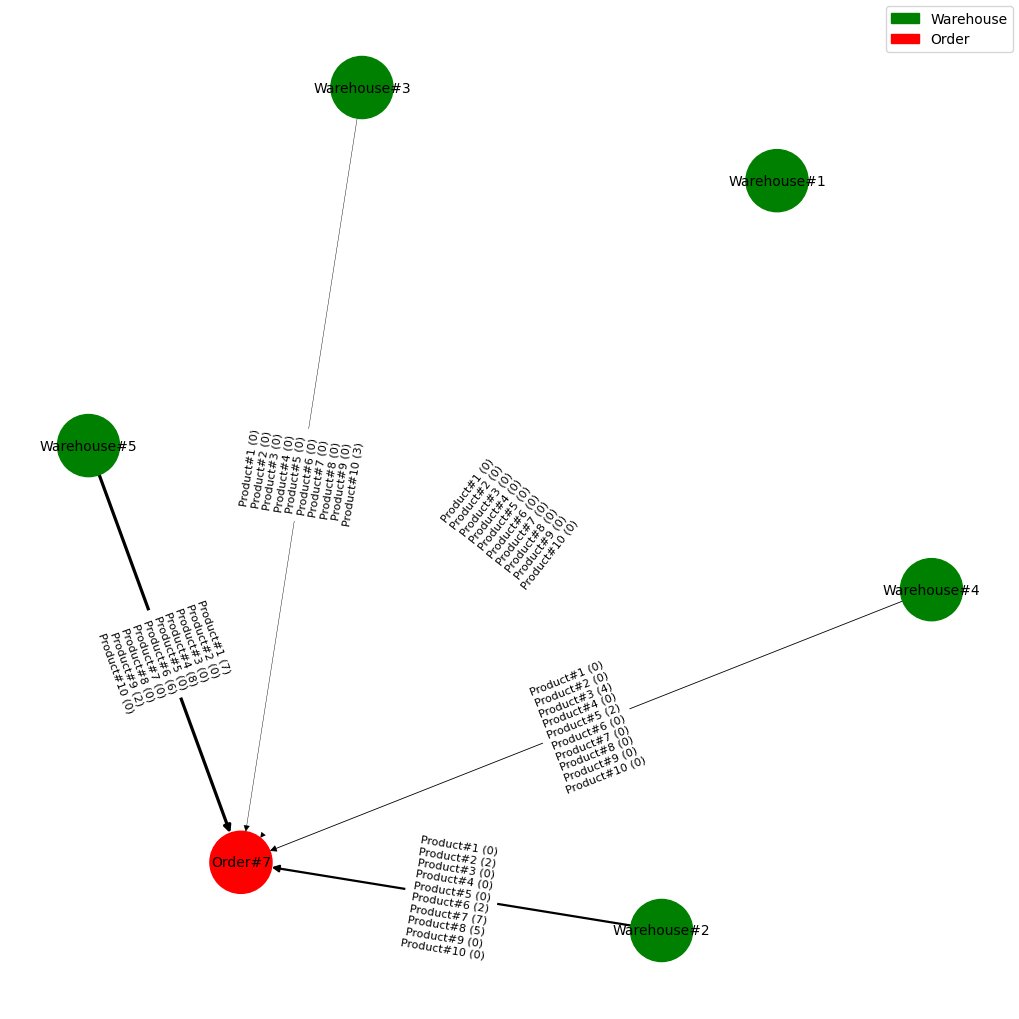 Warehouse
Order
Warehouse#3
Warehouse#1
Warehouse#5
Product#1 (0)
Product#2 (0)
Product#3 (0)
Product#4 (0)
Product#5 (0)
Product#6 (0)
Product#7 (0)
Product#8 (0)
Product#9 (0)
Product#10 (3)
Product#1 (0)
Product#2 (0)
Product#3 (0)
Product#4 (0)
Product#5 (0)
Product#6 (0)
Product#7 (0)
Product#8 (0)
Product#9 (0)
Product#10 (0)
Warehouse#4
Product#1 (7)
Product#2 (0)
Product#3 (0)
Product#4 (8)
Product#5 (0)
Product#6 (6)
Product#7 (0)
Product#8 (0)
Product#9 (2)
Product#10 (0)
Product#1 (0)
Product#2 (0)
Product#3 (4)
Product#4 (0)
Product#5 (2)
Product#6 (0)
Product#7 (0)
Product#8 (0)
Product#9 (0)
Product#10 (0)
Order#7
Product#1 (0)
Product#2 (2)
Product#3 (0)
Product#4 (0)
Product#5 (0)
Product#6 (2)
Product#7 (7)
Product#8 (5)
Product#9 (0)
Product#10 (0)
Warehouse#2